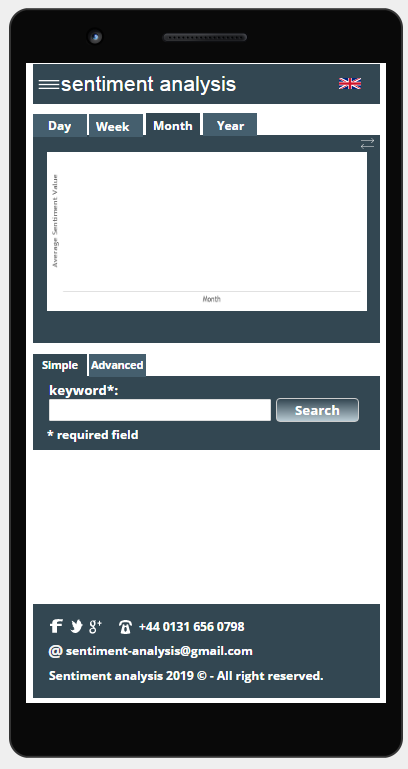 sentiment analysis
Day Week Month Year
Average Sentiment Value
Month
Simple Advanced
keyword*:
Search
* required field
+44 0131 656 0798
@ sentiment-analysis@gmail.com
Sentiment analysis 2019 © - All right reserved.